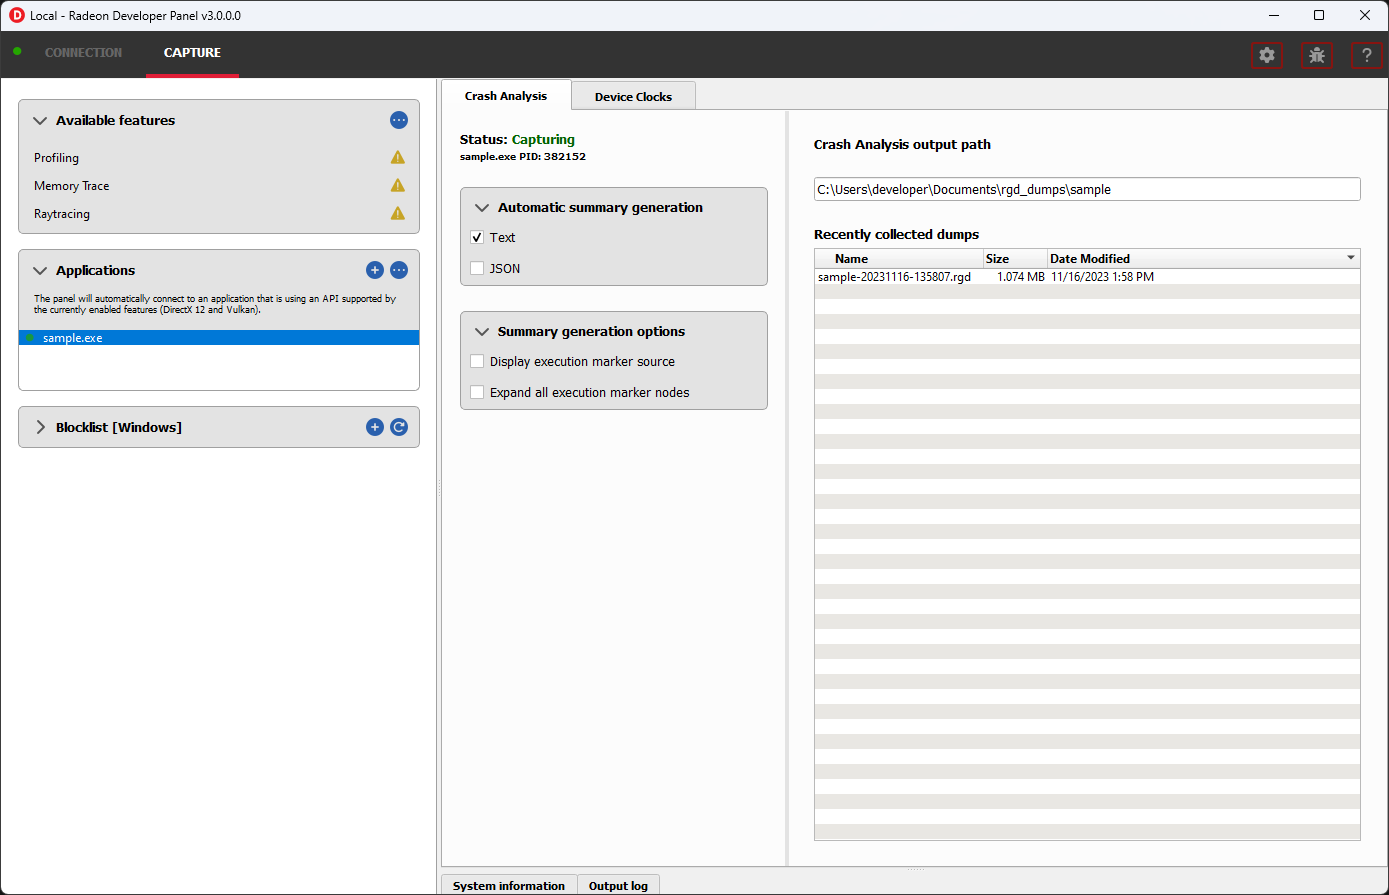 Local - Radeon Developer Panel v3.0.0.0
CONNECTION
CAPTURE
?
Available features
Profiling
Memory Trace
Raytracing
Applications
The panel will automatically connect to an application that is using an API supported by
the currently enabled features (DirectX 12 and Vulkan).
sample.exe
Blocklist [Windows]
Crash Analysis
Device Clocks
Status: Capturing
sample.exe PID: 382152
Automatic summary generation
Text
JSON
Summary generation options
Display execution marker source
Expand all execution marker nodes
Crash Analysis output path
C:\Users\developer\Documents\rgd_dumps\sample
Recently collected dumps
Name Size Date Modified
sample-20231116-135807.rgd 1.074 MB 11/16/2023 1:58 PM
System information
Output log